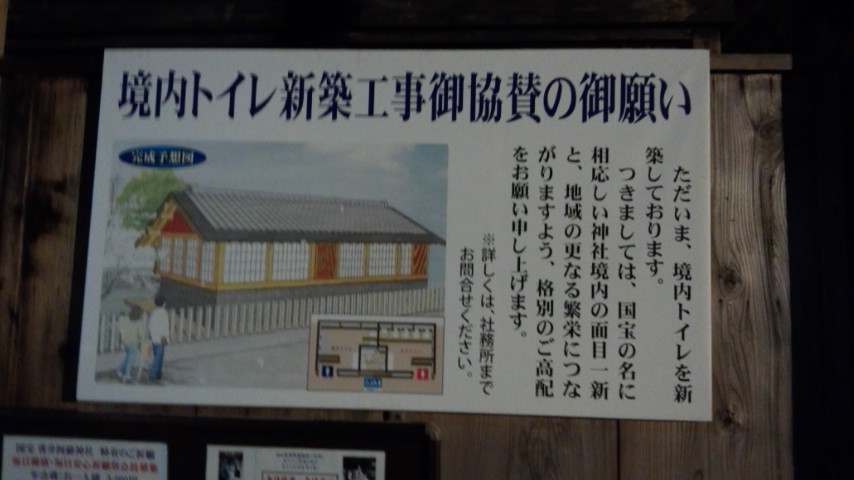 境内トイレ新築工事御協賛の御願い
完成予想図
ただいま、境内トイレを新
築しております。
つきましては、国宝の名に
相応しい神社境内の面目一新
と、地域の更なる繁栄につな
がりますよう、格別のご高配
をお願い申し上げます。
※詳しくは、社務所まで
お問合せください。